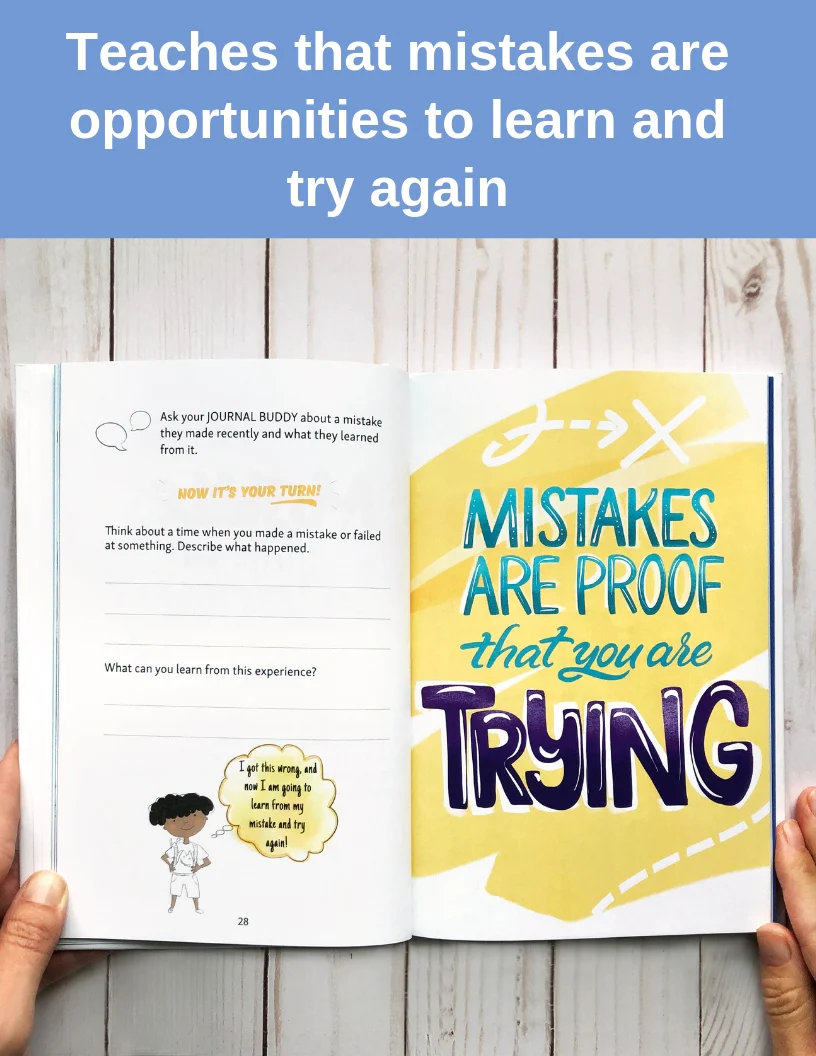 Teaches that mistakes are
opportunities to learn and
try again
Ask your JOURNAL BUDDY about a mistake
they made recently and what they learned
from it.
NOW IT'S YOUR TURN!
Think about a time when you made a mistake or failed
at something. Describe what happened.
What can you learn from this experience?
I got this wrong, and
now I am going to
learn from my
mistake and try
again!
28
MISTAKES
ARE PROOF
that you are
TRYING